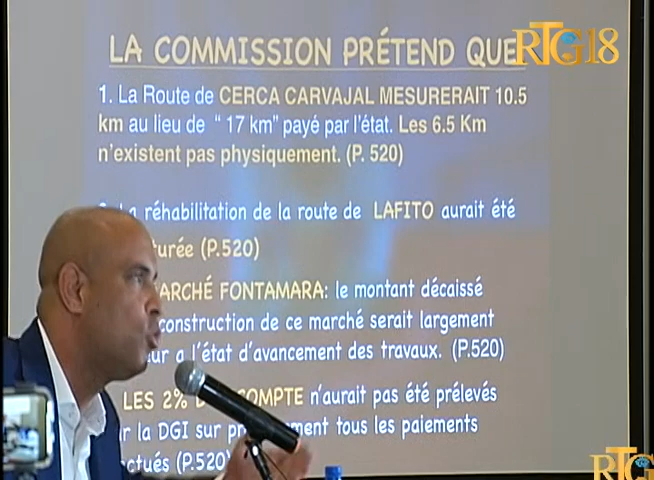 RTG18
LA COMMISSION PRÉTEND QUE
1. La Route de CERCA CARVAJAL MESURERAIT 10.5
km au lieu de “ 17 km” payé par l’état. Les 6.5 Km
n’existent pas physiquement. (P. 520)
La réhabilitation de la route de LAFITO aurait été
(P.520)
FONTAMARA: le montant décaissé
construction de ce marché serait largement
a l’état d’avancement des travaux. (P.520)
LES 2% n’aurait pas été prélevés
la DGI sur tous les paiements
(P.520)
RTG